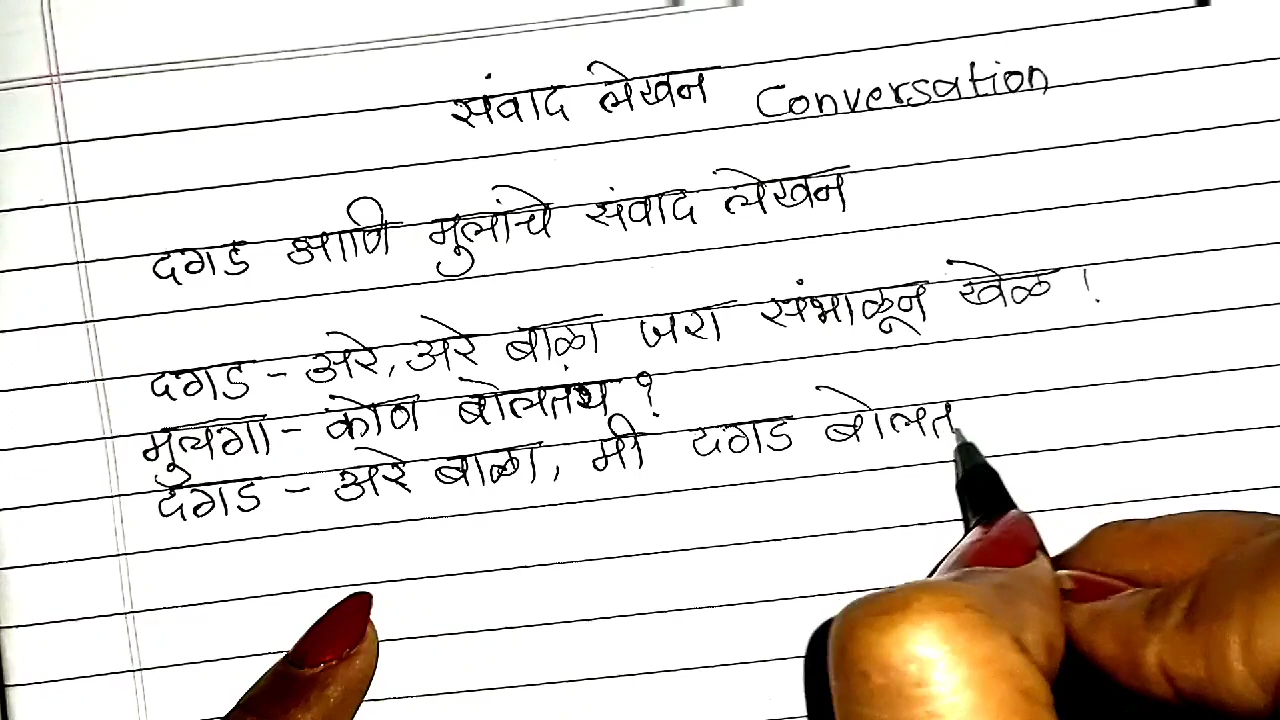 संवाद लेखन Conversation
दगड आणि मुलांचे संवाद लेखन
दगड - अरे, अरे बाळा जरा संभाळून खेळ !
मुलगा - कोण बोलतंय ?
दगड - अरे बाळा, मी दगड बोलत